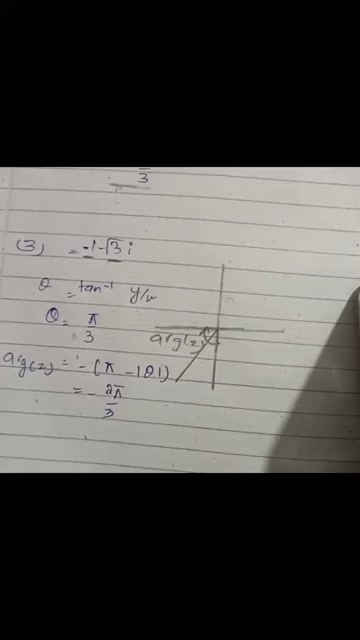 3
(3) = -1-√3 i
θ = tan⁻¹ y/x
θ = π/3
arg(z)
arg(z) = -(π - |θ|)
= -2π/3